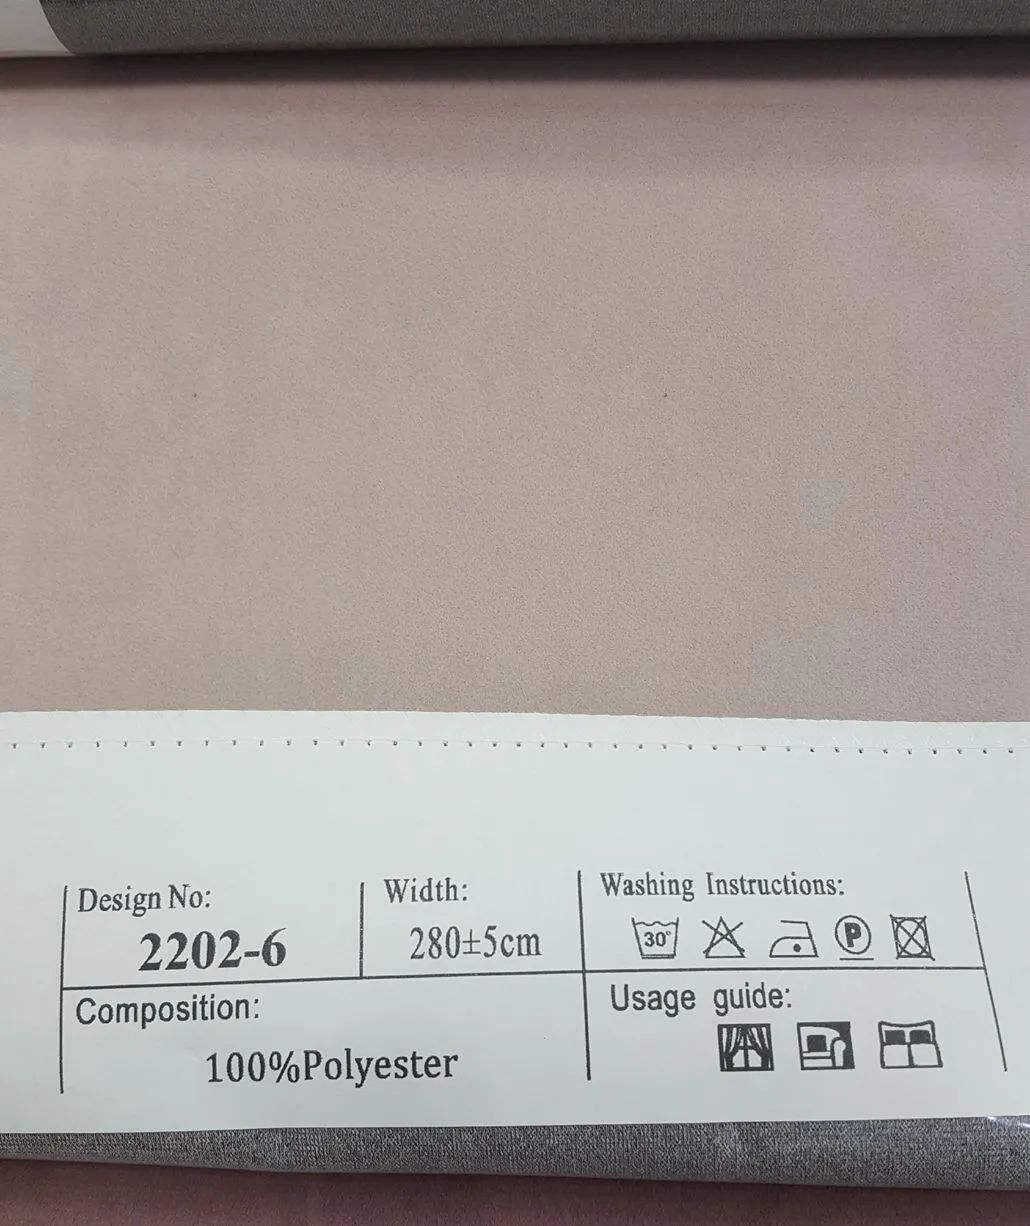 Design No:
2202-6
Width:
280±5cm
Washing Instructions:
30°
P
Composition:
100%Polyester
Usage guide: